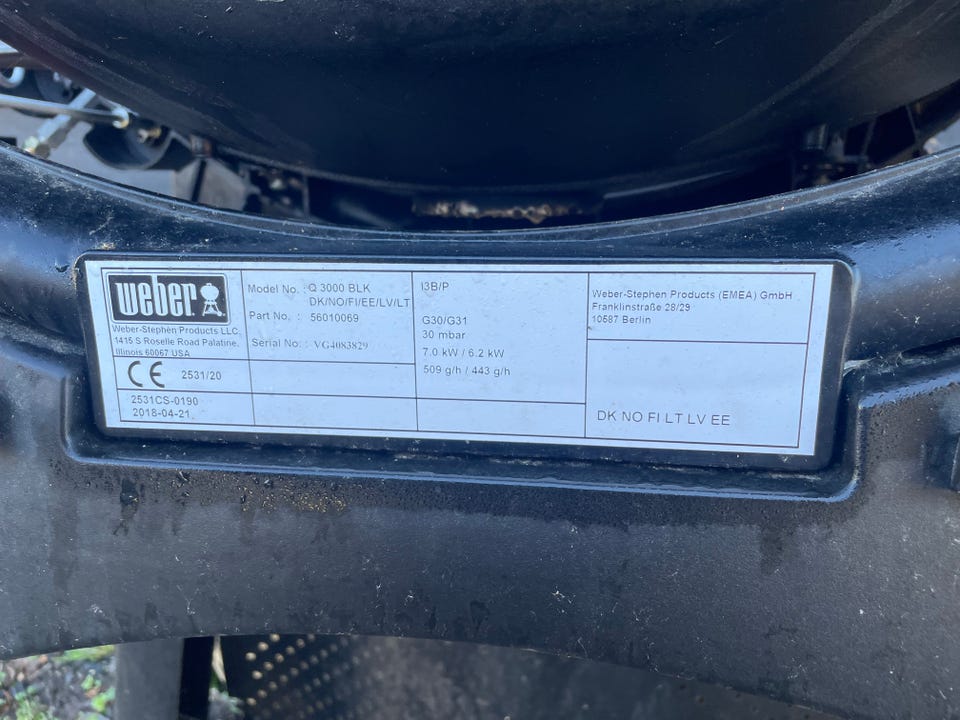 weber
Weber-Stephen Products LLC.
1415 S Roselle Road Palatine,
Illinois 60067 USA
CE 2531/20
2531CS-0190
2018-04-21
Model No. : Q 3000 BLK
DK/NO/FI/EE/LV/LT
Part No. : 56010069
Serial No. : VG4083829
I3B/P
G30/G31
30 mbar
7.0 kW / 6.2 kW
509 g/h / 443 g/h
Weber-Stephen Products (EMEA) GmbH
Franklinstraße 28/29
10587 Berlin
DK NO FI LT LV EE